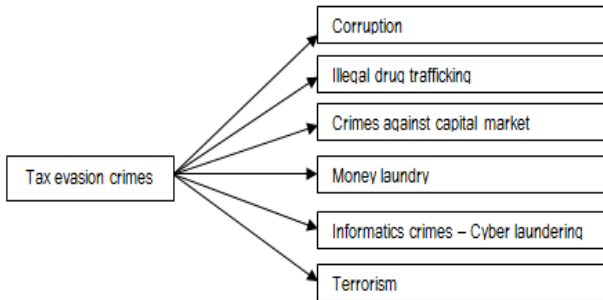 Corruption
Illegal drug trafficking
Crimes against capital market
Tax evasion crimes
Money laundry
Informatics crimes – Cyber laundering
Terrorism